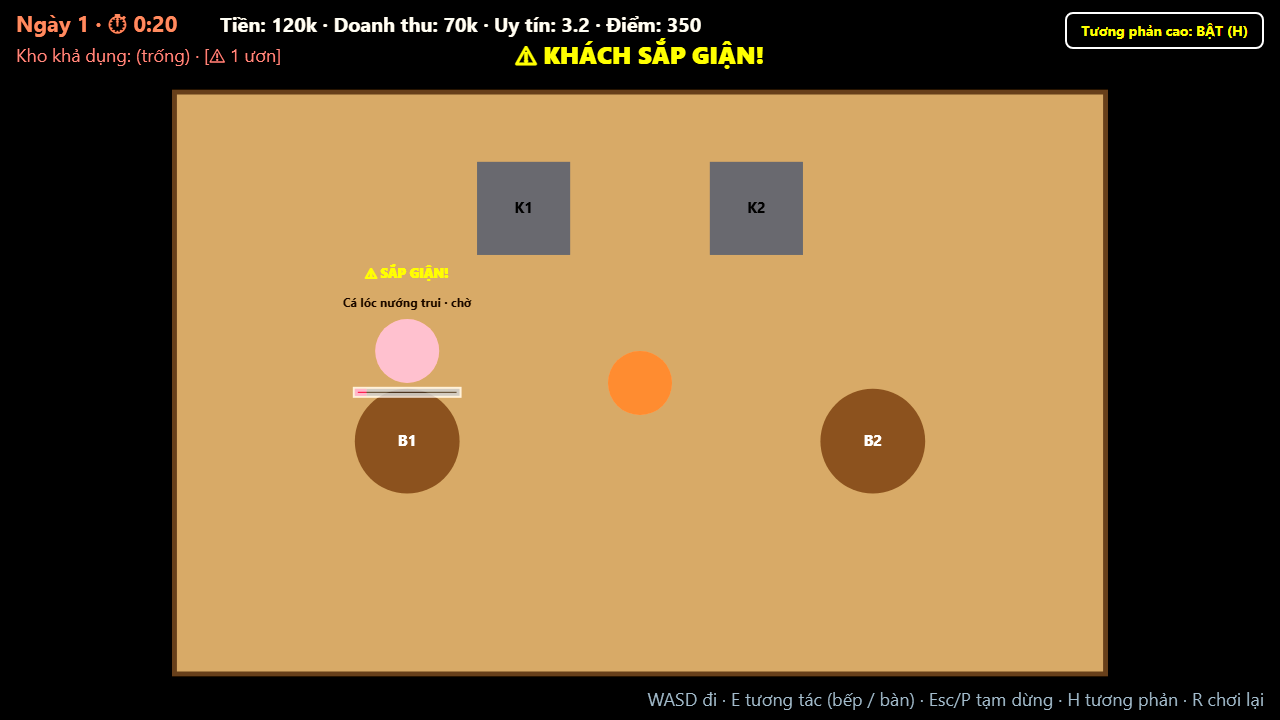 Ngày 1 · ⏱ 0:20
Tiền: 120k · Doanh thu: 70k · Uy tín: 3.2 · Điểm: 350
Tương phản cao: BẬT (H)
Kho khả dụng: (trống) · [⚠ 1 ươn]
⚠ KHÁCH SẮP GIẬN!
K1
K2
⚠ SẮP GIẬN!
Cá lóc nướng trui · chờ
B1
B2
WASD đi · E tương tác (bếp / bàn) · Esc/P tạm dừng · H tương phản · R chơi lại